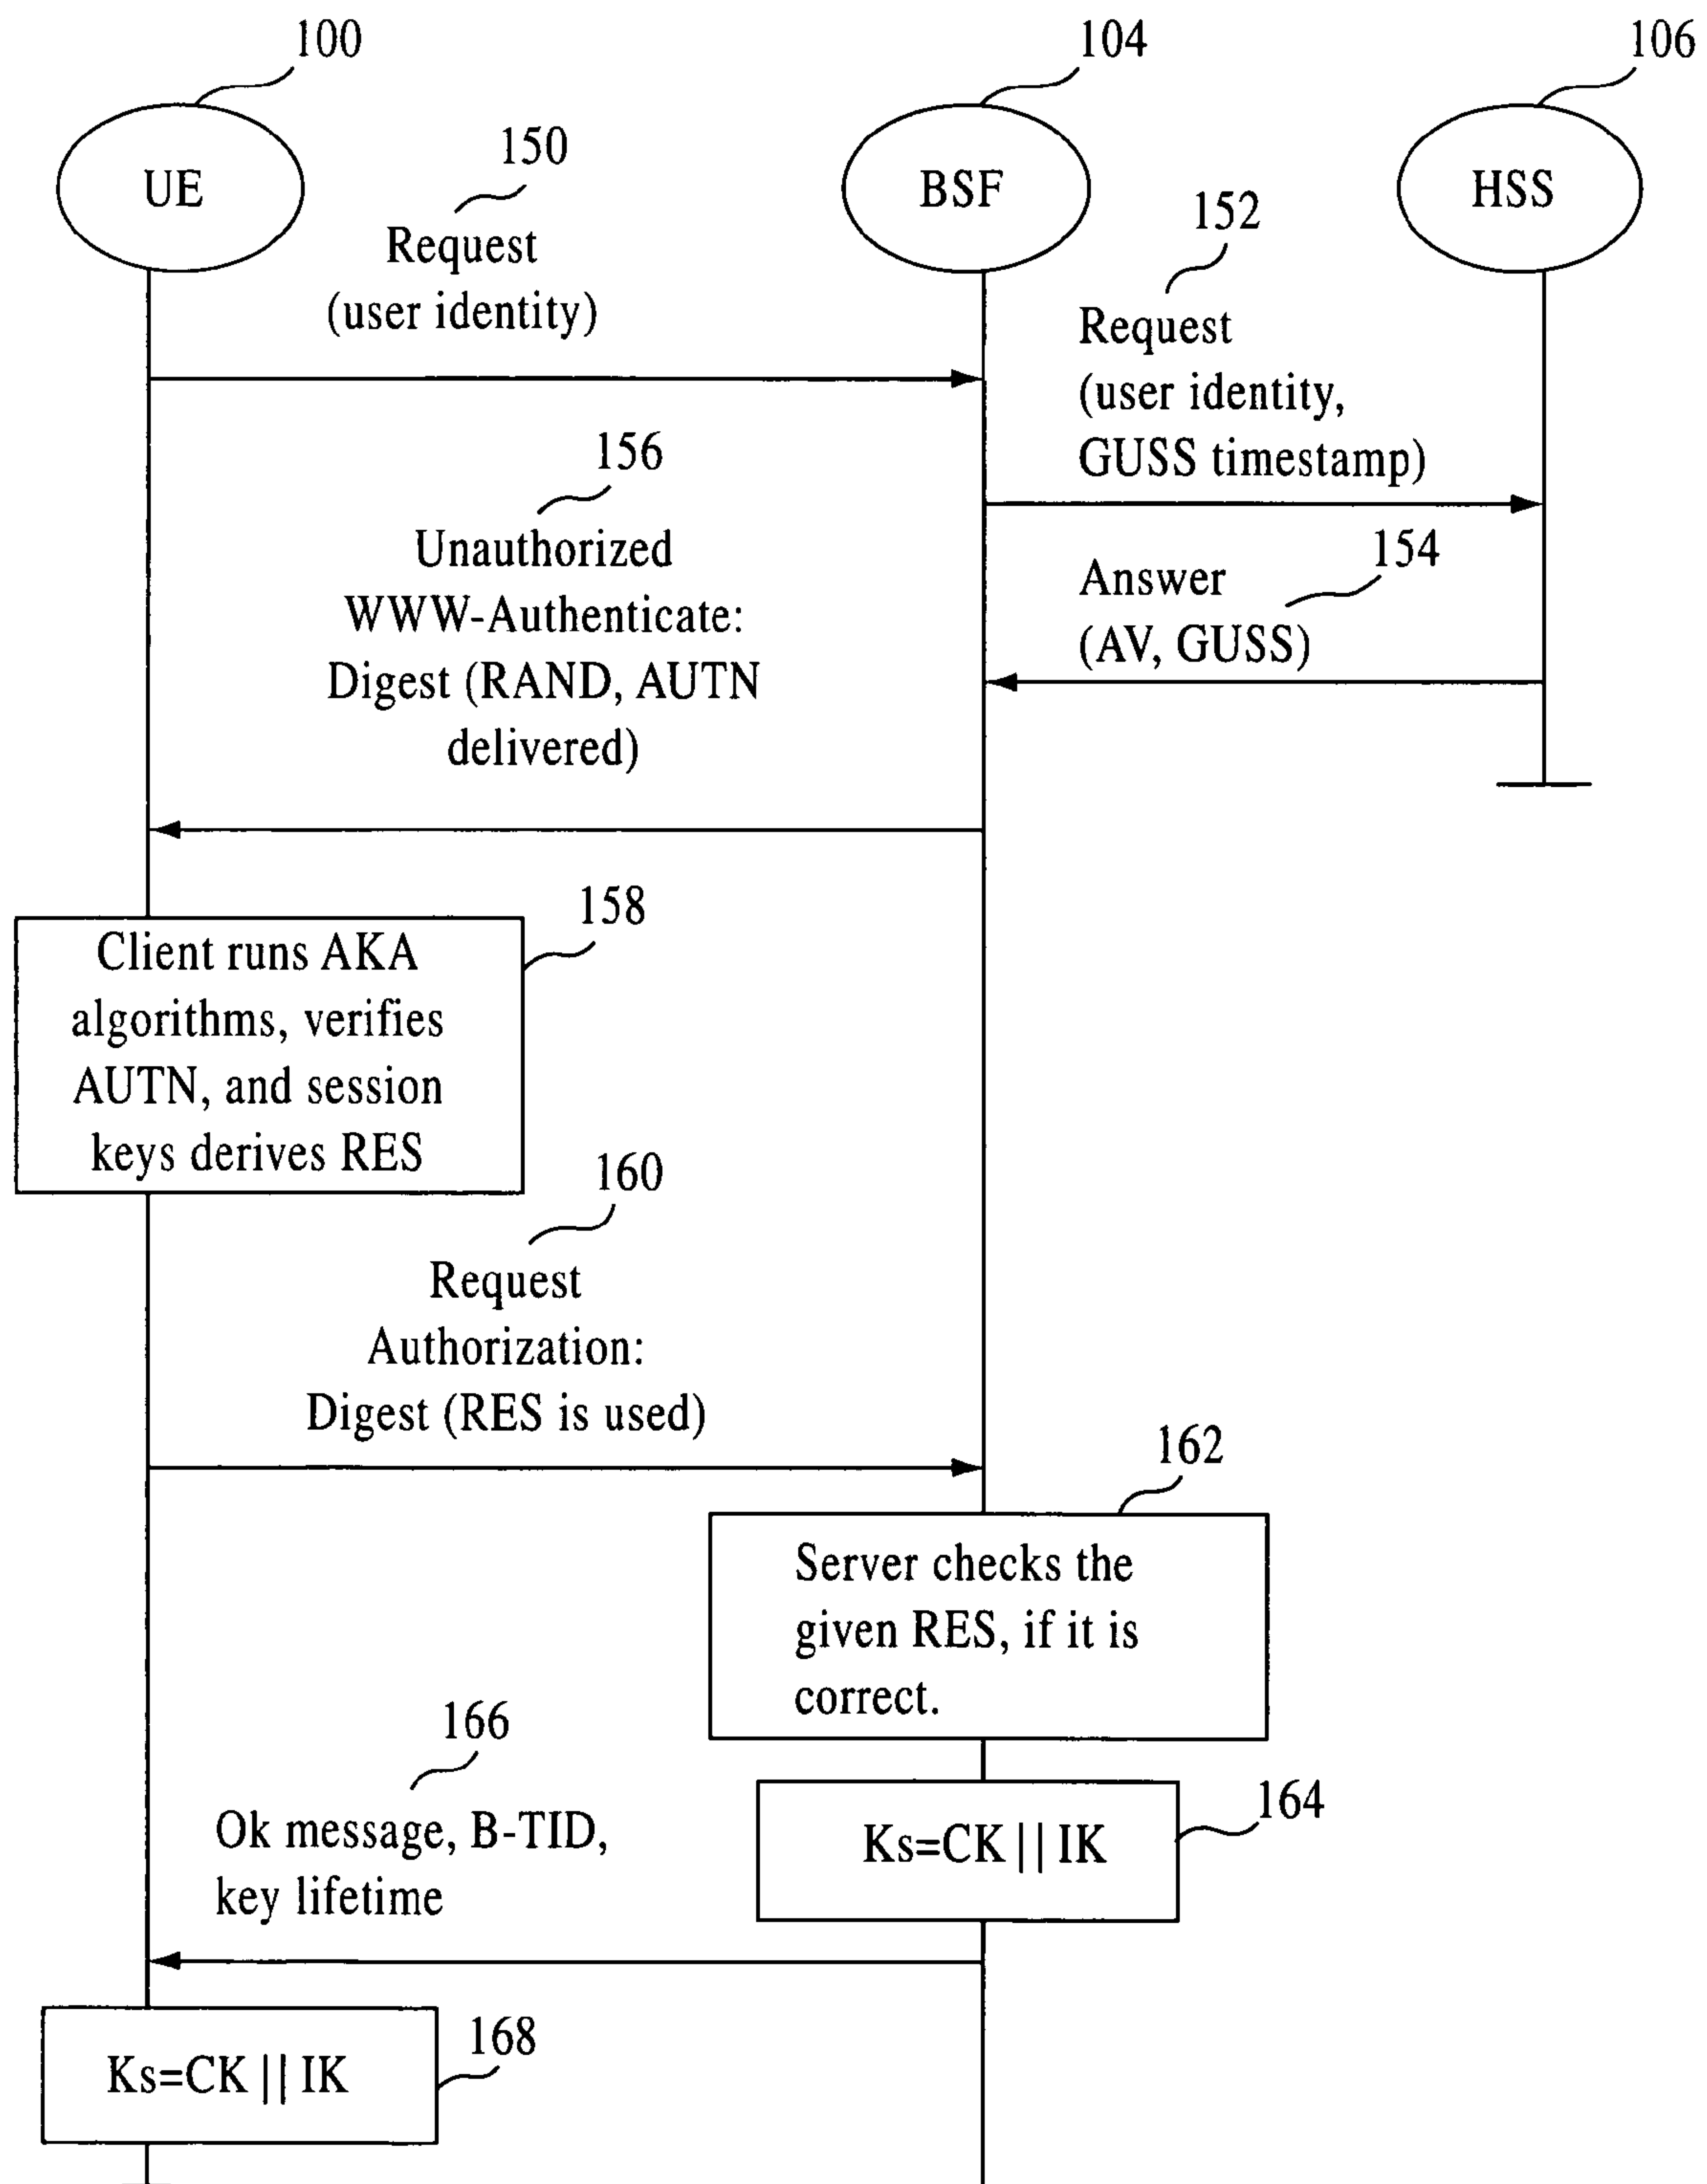 100
104
106
UE
BSF
HSS
150
Request
(user identity)
152
Request
(user identity,
GUSS timestamp)
156
Unauthorized
WWW-Authenticate:
Digest (RAND, AUTN
delivered)
154
Answer
(AV, GUSS)
158
Client runs AKA
algorithms, verifies
AUTN, and session
keys derives RES
160
Request
Authorization:
Digest (RES is used)
162
Server checks the
given RES, if it is
correct.
164
Ks=CK || IK
166
Ok message, B-TID,
key lifetime
168
Ks=CK || IK